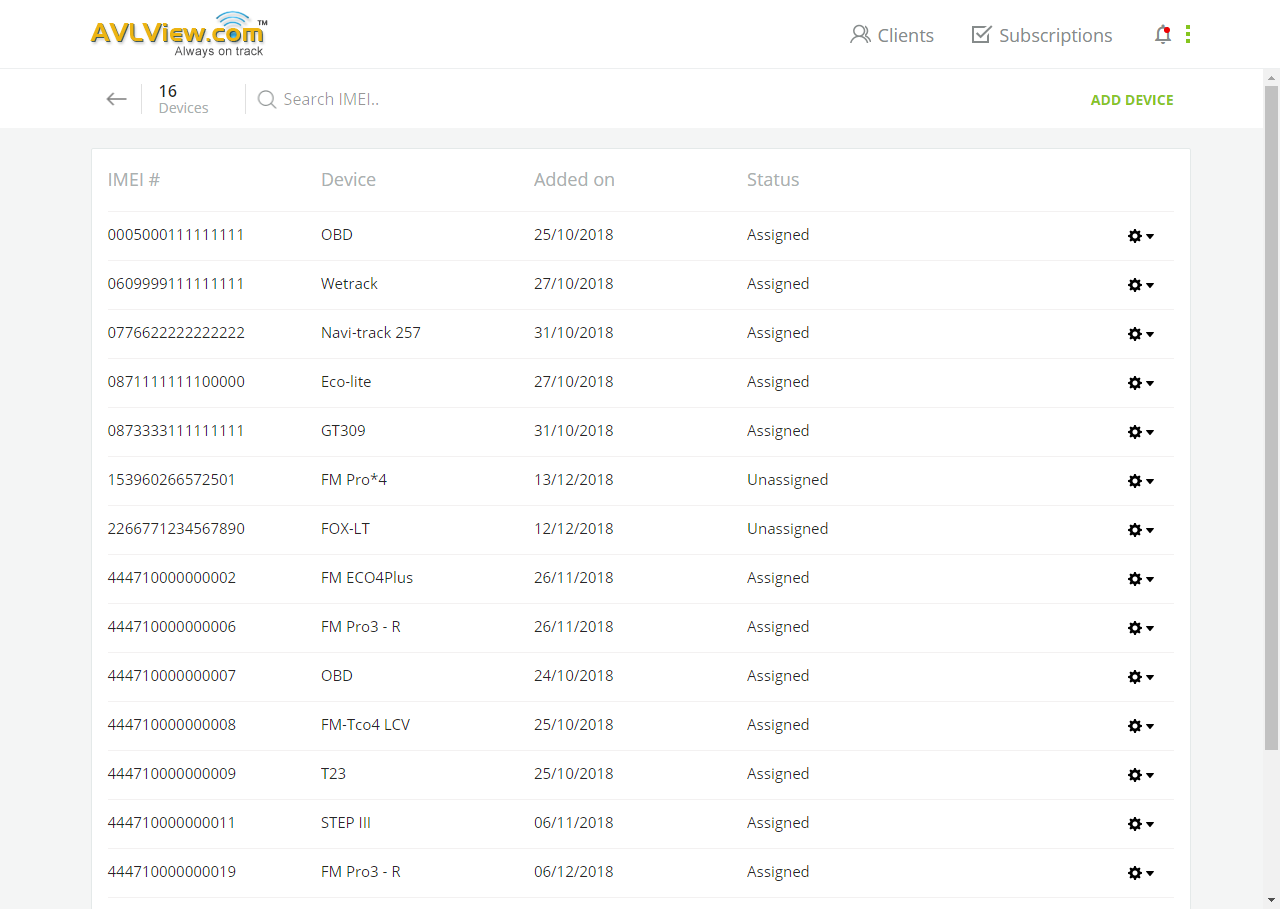 AVLView.com™
Always on track
Clients
Subscriptions
16
Devices
Search IMEI..
ADD DEVICE
IMEI # Device Added on Status
0005000111111111 OBD 25/10/2018 Assigned
0609999111111111 Wetrack 27/10/2018 Assigned
0776622222222222 Navi-track 257 31/10/2018 Assigned
0871111111100000 Eco-lite 27/10/2018 Assigned
0873333111111111 GT309 31/10/2018 Assigned
153960266572501 FM Pro*4 13/12/2018 Unassigned
2266771234567890 FOX-LT 12/12/2018 Unassigned
444710000000002 FM ECO4Plus 26/11/2018 Assigned
444710000000006 FM Pro3 - R 26/11/2018 Assigned
444710000000007 OBD 24/10/2018 Assigned
444710000000008 FM-Tco4 LCV 25/10/2018 Assigned
444710000000009 T23 25/10/2018 Assigned
444710000000011 STEP III 06/11/2018 Assigned
444710000000019 FM Pro3 - R 06/12/2018 Assigned